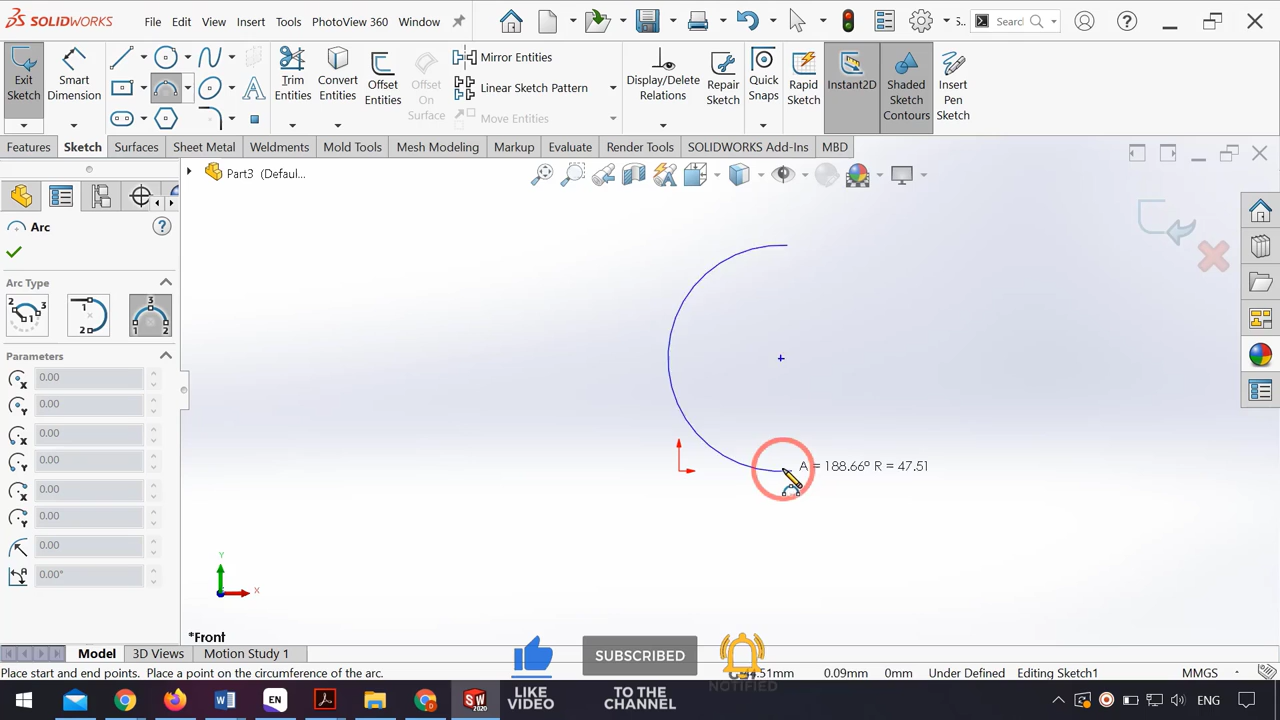 SOLIDWORKS File Edit View Insert Tools PhotoView 360 Window S... Searc
Exit Sketch
Smart Dimension
Trim Entities
Convert Entities
Offset Entities
Offset On Surface
Mirror Entities
Linear Sketch Pattern
Move Entities
Display/Delete Relations
Repair Sketch
Quick Snaps
Rapid Sketch
Instant2D
Shaded Sketch Contours
Insert Pen Sketch
Features Sketch Surfaces Sheet Metal Weldments Mold Tools Mesh Modeling Markup Evaluate Render Tools SOLIDWORKS Add-Ins MBD
Part3 (Defaul...
Arc
Arc Type
Parameters
0.00
0.00
0.00
0.00
0.00
0.00
0.00
0.00°
A = 188.66° R = 47.51
Y
X
*Front
Model 3D Views Motion Study 1
SUBSCRIBED
NOTIFIED
Place start and end points. Place a point on the circumference of the arc. 0.09mm 0mm Under Defined Editing Sketch1 MMGS
LIKE VIDEO
TO THE CHANNEL
EN
SW 2020
ENG